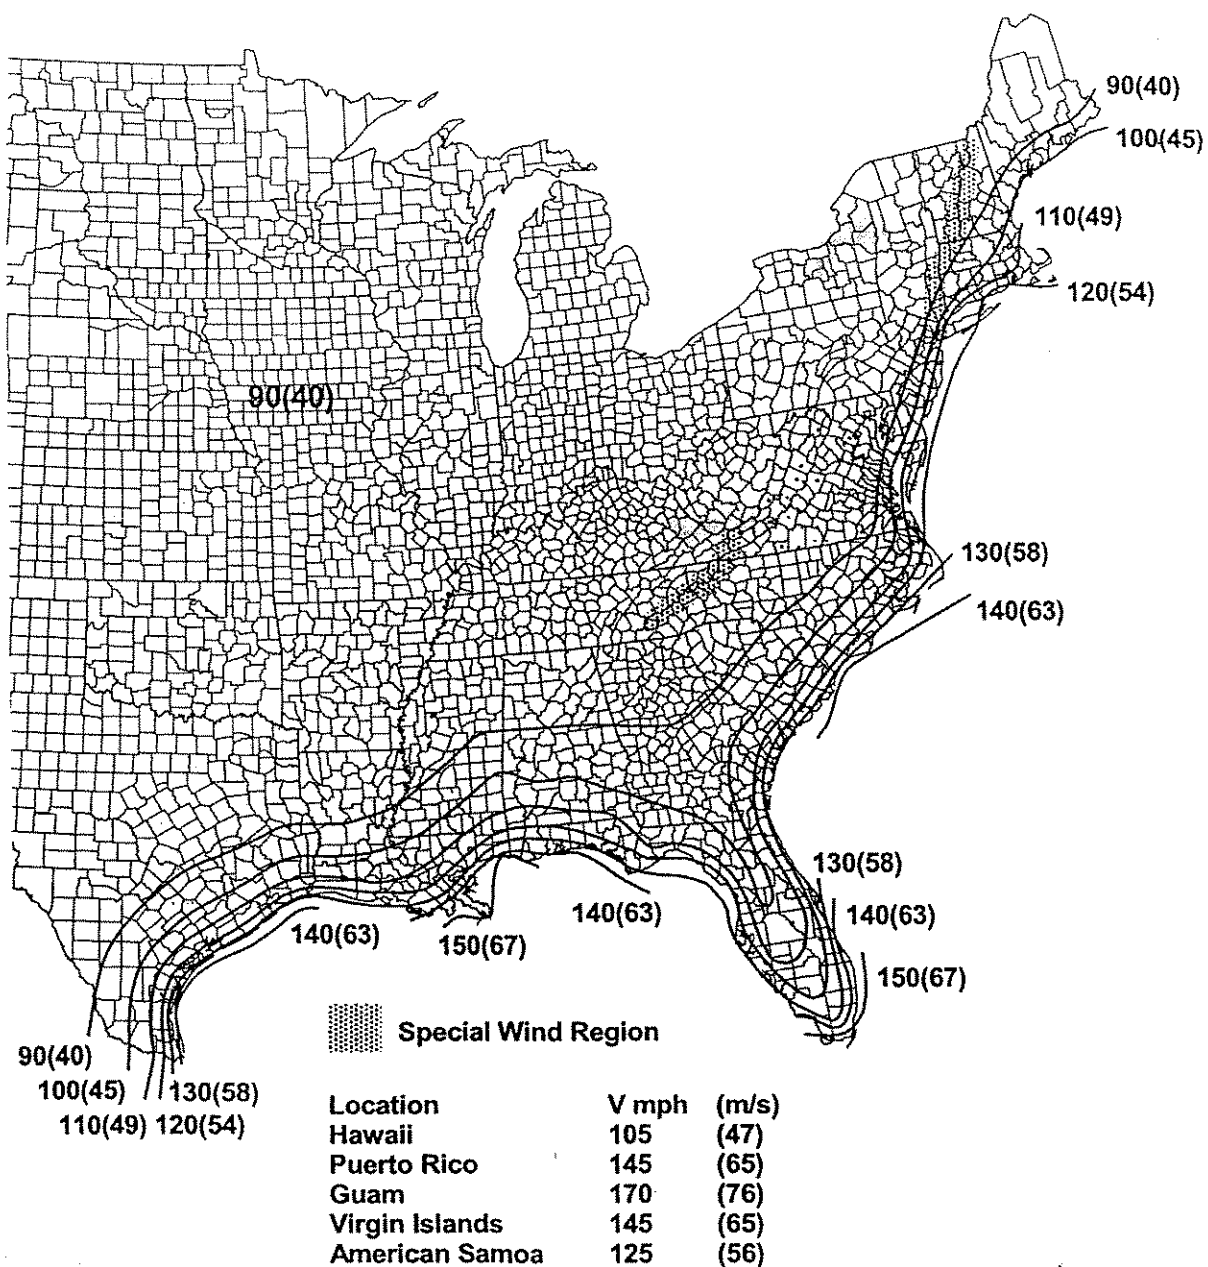 90(40)
100(45)
110(49)
120(54)
90(40)
130(58)
140(63)
130(58)
140(63)
140(63)
140(63)
150(67)
150(67)
Special Wind Region
90(40)
100(45)
130(58)
110(49)
120(54)
Location V mph (m/s)
Hawaii 105 (47)
Puerto Rico 145 (65)
Guam 170 (76)
Virgin Islands 145 (65)
American Samoa 125 (56)